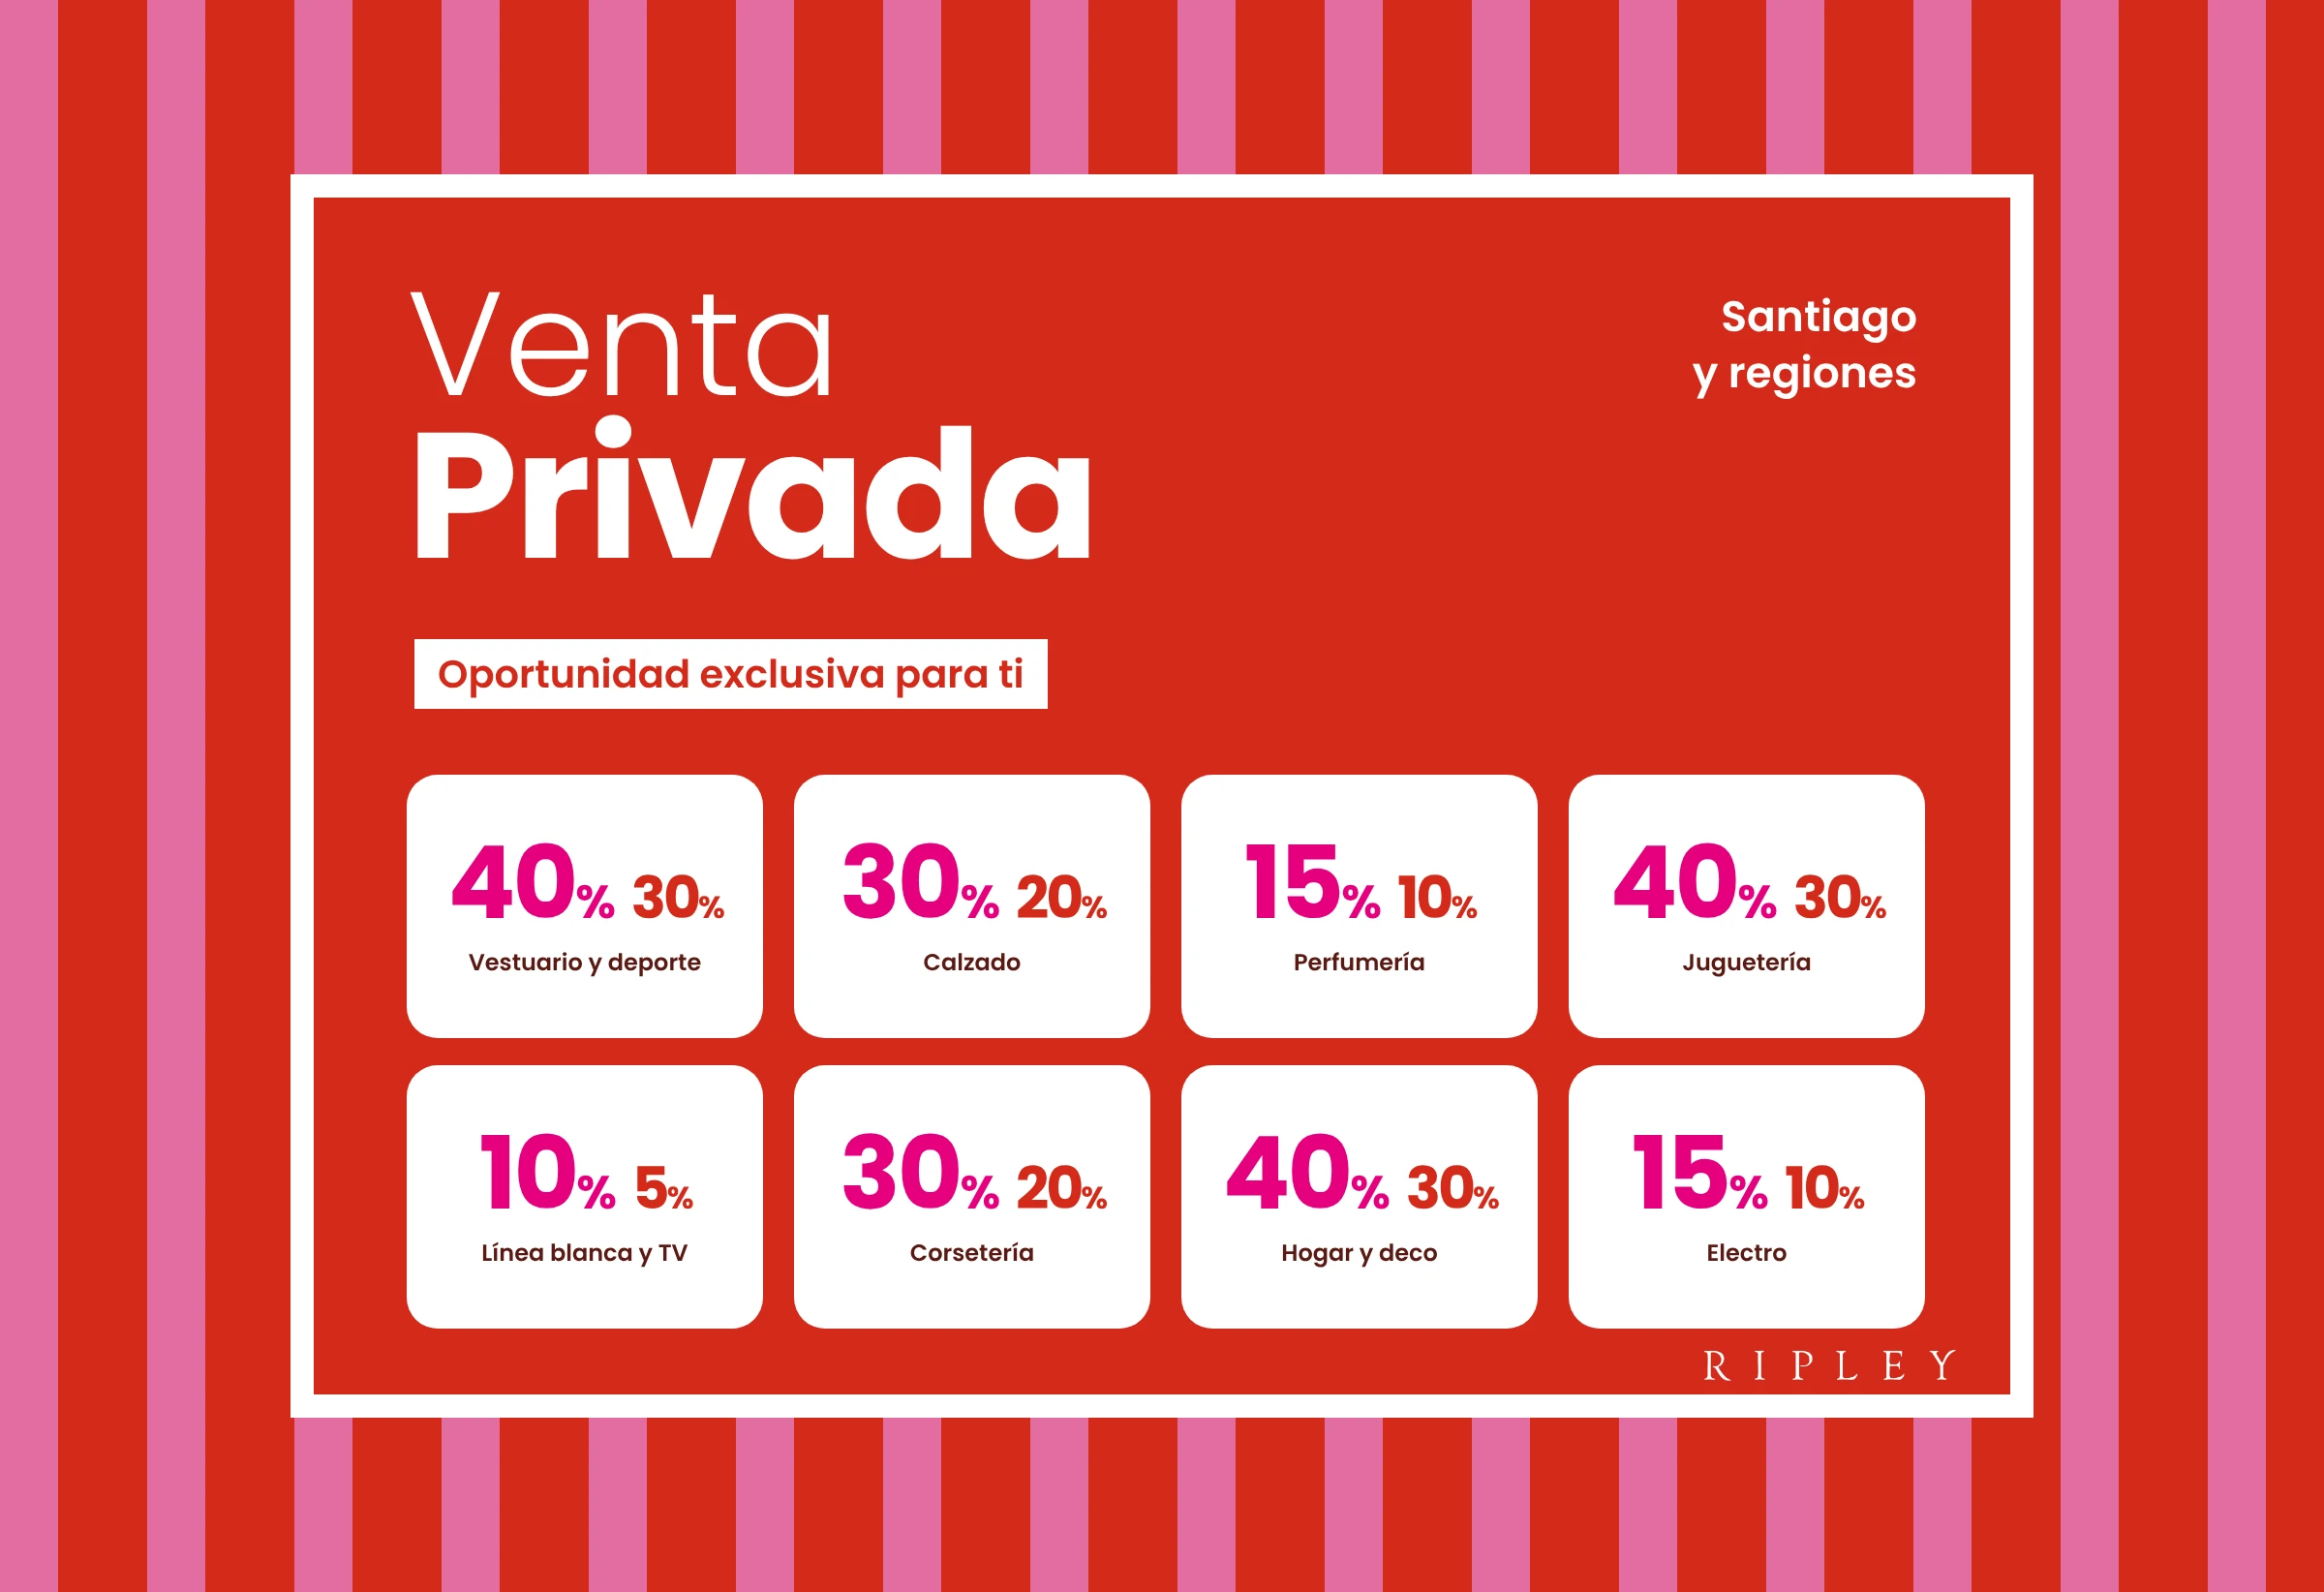 Venta
Privada
Santiago
y regiones
Oportunidad exclusiva para ti
40% 30%
Vestuario y deporte
30% 20%
Calzado
15% 10%
Perfumería
40% 30%
Juguetería
10% 5%
Línea blanca y TV
30% 20%
Corsetería
40% 30%
Hogar y deco
15% 10%
Electro
RIPLEY